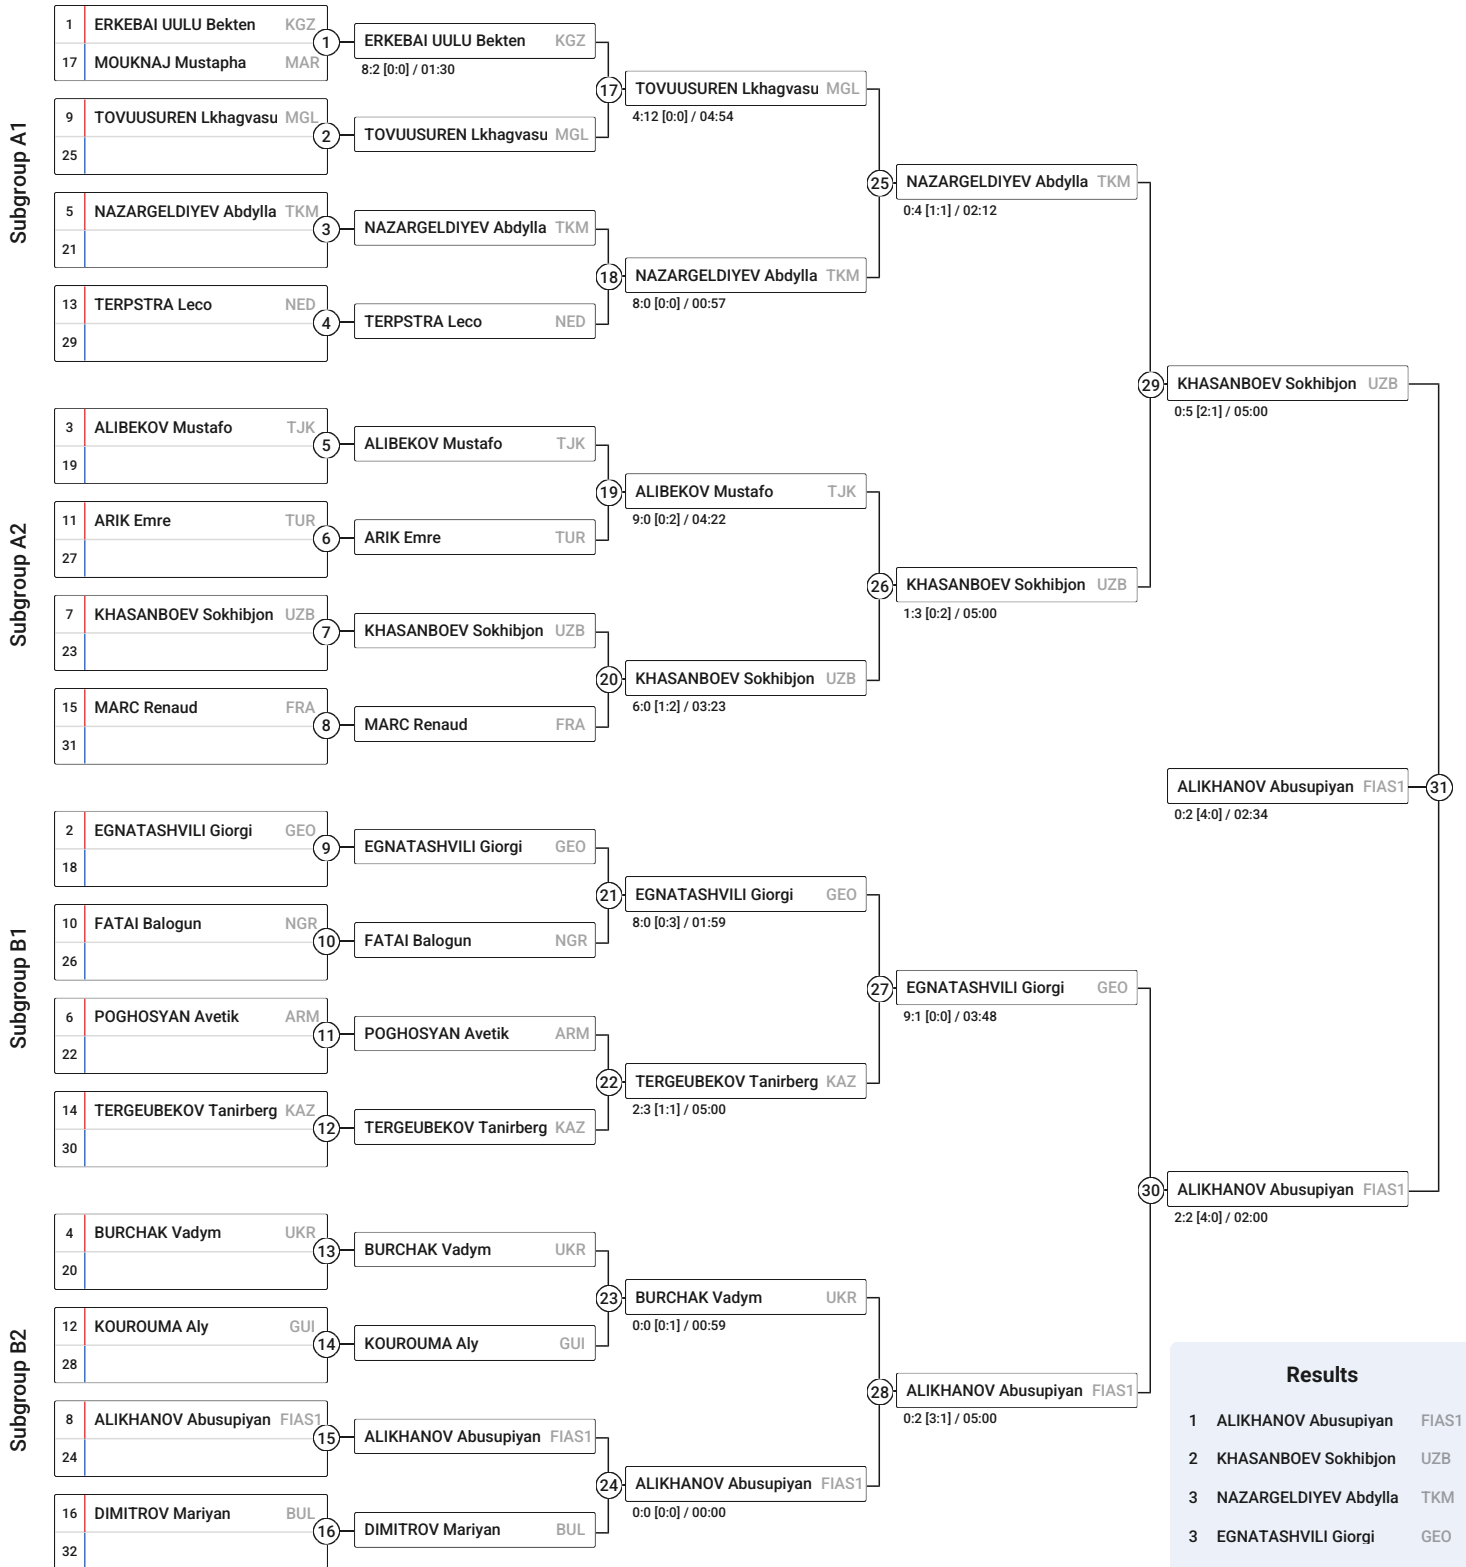 Subgroup A1
1 ERKEBAI UULU Bekten KGZ
17 MOUKNAJ Mustapha MAR
1
9 TOVUUSUREN Lkhagvasu MGL
25
2
5 NAZARGELDIYEV Abdylla TKM
21
3
13 TERPSTRA Leco NED
29
4
ERKEBAI UULU Bekten KGZ
8:2 [0:0] / 01:30
TOVUUSUREN Lkhagvasu MGL
17
NAZARGELDIYEV Abdylla TKM
TERPSTRA Leco NED
18
TOVUUSUREN Lkhagvasu MGL
4:12 [0:0] / 04:54
NAZARGELDIYEV Abdylla TKM
8:0 [0:0] / 00:57
25
NAZARGELDIYEV Abdylla TKM
0:4 [1:1] / 02:12
Subgroup A2
3 ALIBEKOV Mustafo TJK
19
5
11 ARIK Emre TUR
27
6
7 KHASANBOEV Sokhibjon UZB
23
7
15 MARC Renaud FRA
31
8
ALIBEKOV Mustafo TJK
ARIK Emre TUR
19
KHASANBOEV Sokhibjon UZB
MARC Renaud FRA
20
ALIBEKOV Mustafo TJK
9:0 [0:2] / 04:22
KHASANBOEV Sokhibjon UZB
6:0 [1:2] / 03:23
26
KHASANBOEV Sokhibjon UZB
1:3 [0:2] / 05:00
29
KHASANBOEV Sokhibjon UZB
0:5 [2:1] / 05:00
Subgroup B1
2 EGNATASHVILI Giorgi GEO
18
9
10 FATAI Balogun NGR
26
10
6 POGHOSYAN Avetik ARM
22
11
14 TERGEUBEKOV Tanirberg KAZ
30
12
EGNATASHVILI Giorgi GEO
FATAI Balogun NGR
21
POGHOSYAN Avetik ARM
TERGEUBEKOV Tanirberg KAZ
22
EGNATASHVILI Giorgi GEO
8:0 [0:3] / 01:59
TERGEUBEKOV Tanirberg KAZ
2:3 [1:1] / 05:00
27
EGNATASHVILI Giorgi GEO
9:1 [0:0] / 03:48
Subgroup B2
4 BURCHAK Vadym UKR
20
13
12 KOUROUMA Aly GUI
28
14
8 ALIKHANOV Abusupiyan FIAS1
24
15
16 DIMITROV Mariyan BUL
32
16
BURCHAK Vadym UKR
KOUROUMA Aly GUI
23
ALIKHANOV Abusupiyan FIAS1
DIMITROV Mariyan BUL
24
BURCHAK Vadym UKR
0:0 [0:1] / 00:59
ALIKHANOV Abusupiyan FIAS1
0:0 [0:0] / 00:00
28
ALIKHANOV Abusupiyan FIAS1
0:2 [3:1] / 05:00
30
ALIKHANOV Abusupiyan FIAS1
2:2 [4:0] / 02:00
ALIKHANOV Abusupiyan FIAS1
31
0:2 [4:0] / 02:34
Results
1 ALIKHANOV Abusupiyan FIAS1
2 KHASANBOEV Sokhibjon UZB
3 NAZARGELDIYEV Abdylla TKM
3 EGNATASHVILI Giorgi GEO